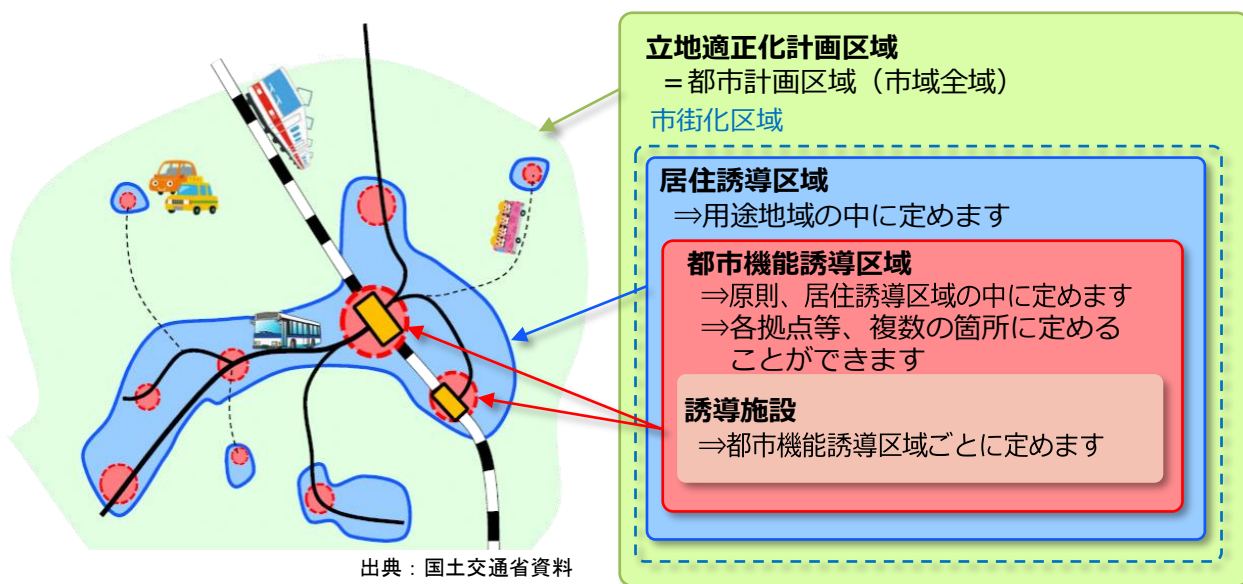 立地適正化計画区域
＝都市計画区域（市域全域）
市街化区域
居住誘導区域
⇒用途地域の中に定めます
都市機能誘導区域
⇒原則、居住誘導区域の中に定めます
⇒各拠点等、複数の箇所に定める
ことができます
誘導施設
⇒都市機能誘導区域ごとに定めます
出典：国土交通省資料